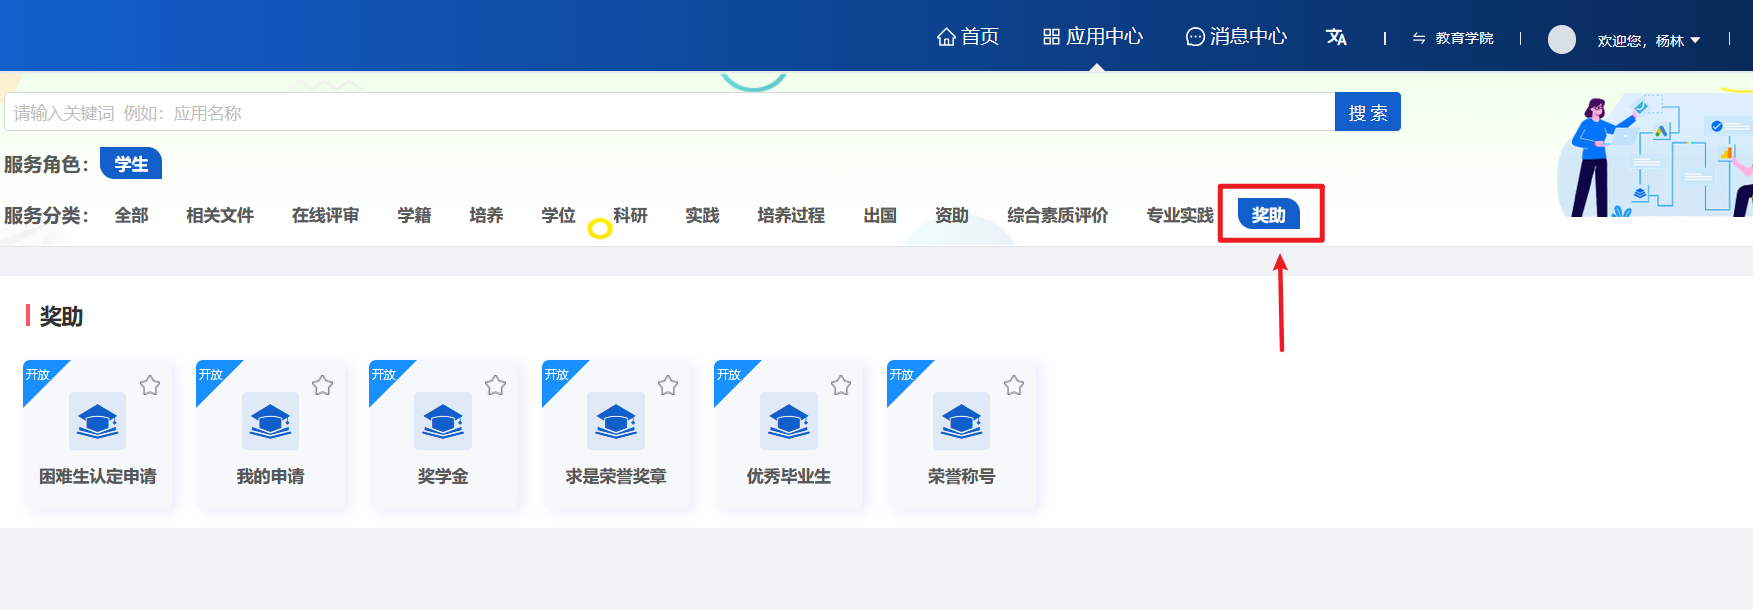 首页 应用中心 消息中心 文A 教育学院 欢迎您，杨林
请输入关键词 例如：应用名称 搜 索
服务角色： 学生
服务分类： 全部 相关文件 在线评审 学籍 培养 学位 科研 实践 培养过程 出国 资助 综合素质评价 专业实践 奖助
奖助
开放 开放 开放 开放 开放 开放
困难生认定申请 我的申请 奖学金 求是荣誉奖章 优秀毕业生 荣誉称号